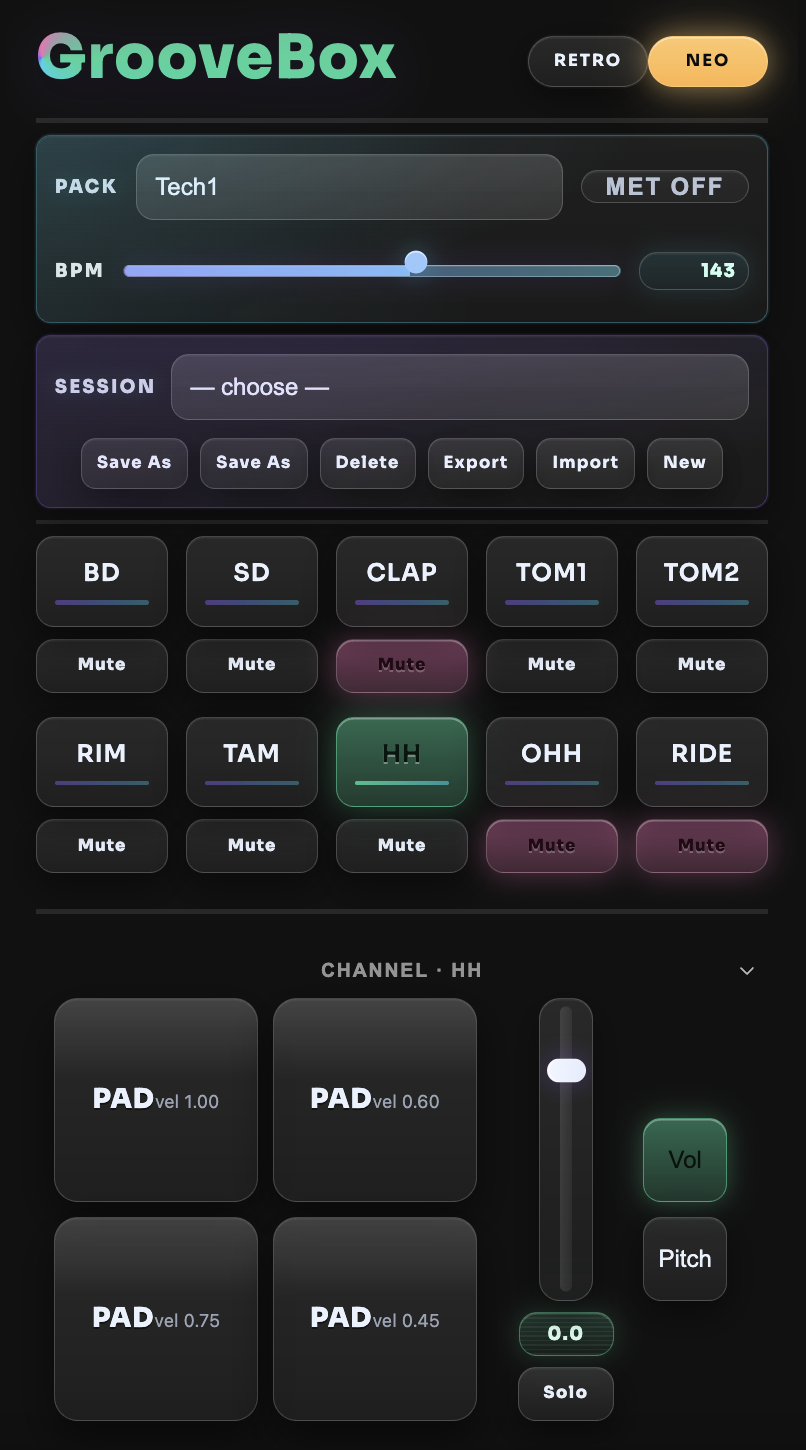 GrooveBox
RETRO NEO
PACK Tech1 MET OFF
BPM 143
SESSION — choose —
Save As Save As Delete Export Import New
BD SD CLAP TOM1 TOM2
Mute Mute Mute Mute Mute
RIM TAM HH OHH RIDE
Mute Mute Mute Mute Mute
CHANNEL · HH
PAD vel 1.00 PAD vel 0.60
Vol
PAD vel 0.75 PAD vel 0.45
Pitch
0.0
Solo